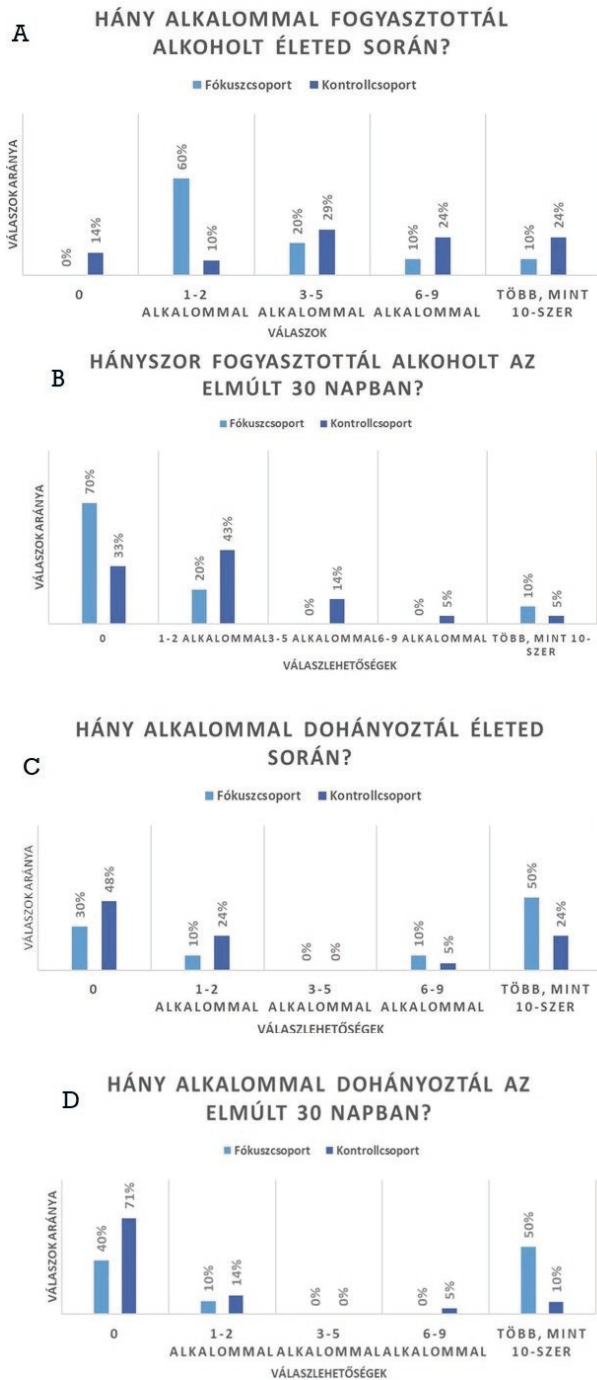 A
HÁNY ALKALOMMAL FOGYASZTOTTÁL
ALKOHOLT ÉLETED SORÁN?
Fókuszcsoport Kontrollcsoport
VÁLASZOK ARÁNYA
0% 14% 60% 10% 20% 29% 10% 24% 10% 24%
0 1-2 3-5 6-9 TÖBB, MINT
ALKALOMMAL ALKALOMMAL ALKALOMMAL 10-SZER
VÁLASZOK
B
HÁNYSZOR FOGYASZTOTTÁL ALKOHOLT AZ
ELMÚLT 30 NAPBAN?
Fókuszcsoport Kontrollcsoport
VÁLASZOK ARÁNYA
70% 33% 20% 43% 0% 14% 0% 5% 10% 5%
0 1-2 ALKALOMMAL 3-5 ALKALOMMAL 6-9 ALKALOMMAL TÖBB, MINT 10-
SZER
VÁLASZLEHETŐSÉGEK
C
HÁNY ALKALOMMAL DOHÁNYOZTÁL ÉLETED
SORÁN?
Fókuszcsoport Kontrollcsoport
VÁLASZOK ARÁNYA
30% 48% 10% 24% 0% 0% 10% 5% 50% 24%
0 1-2 3-5 6-9 TÖBB, MINT
ALKALOMMAL ALKALOMMAL ALKALOMMAL 10-SZER
VÁLASZLEHETŐSÉGEK
D
HÁNY ALKALOMMAL DOHÁNYOZTÁL AZ
ELMÚLT 30 NAPBAN?
Fókuszcsoport Kontrollcsoport
VÁLASZOK ARÁNYA
40% 71% 10% 14% 0% 0% 0% 5% 50% 10%
0 1-2 3-5 6-9 TÖBB, MINT
ALKALOMMAL ALKALOMMAL ALKALOMMAL 10-SZER
VÁLASZLEHETŐSÉGEK